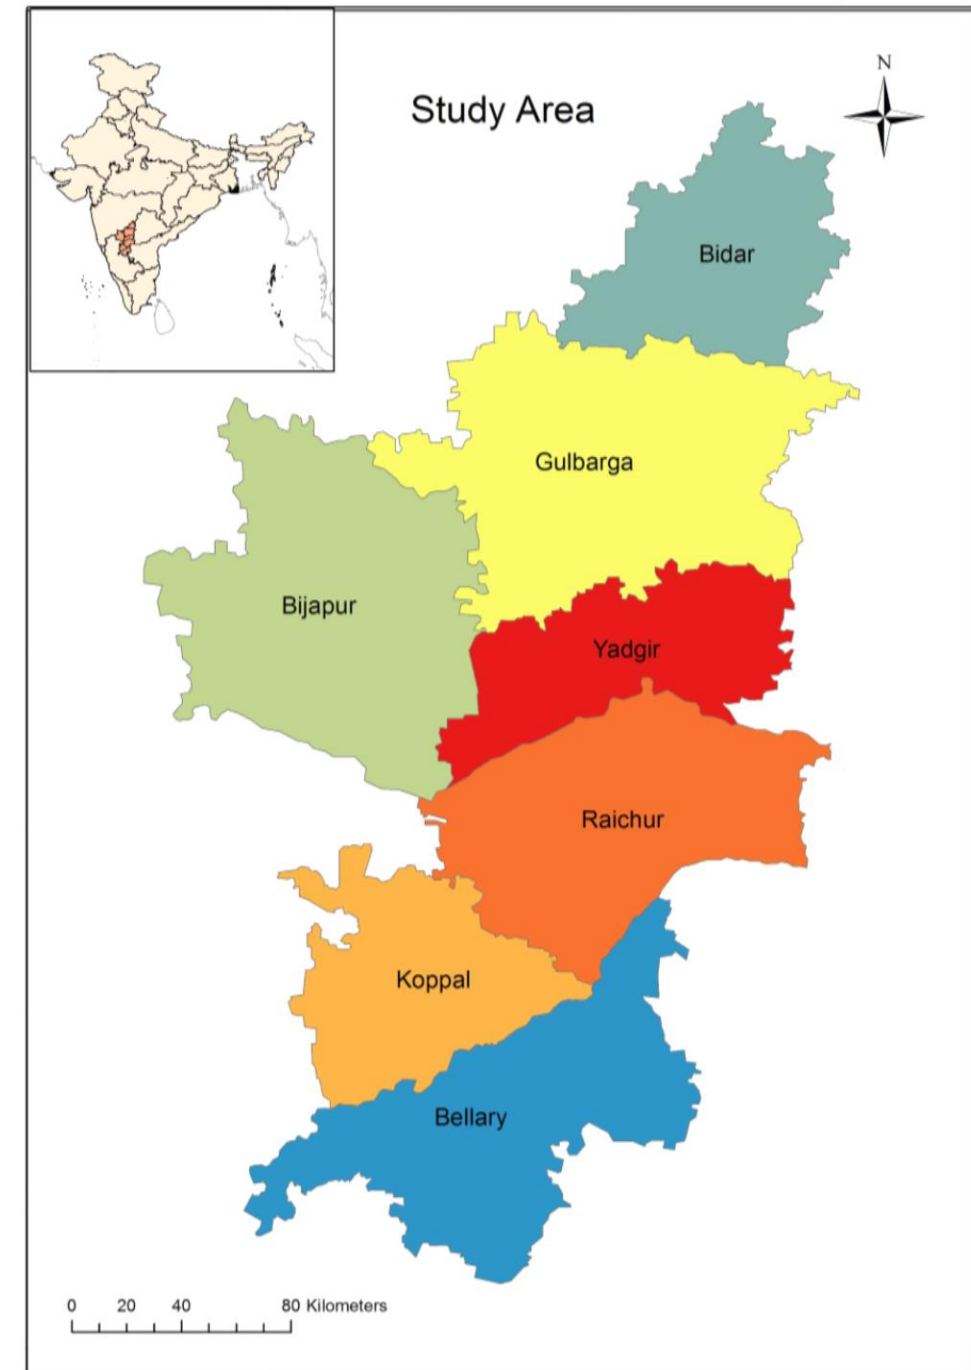 Study Area
N
Bidar
Gulbarga
Bijapur
Yadgir
Raichur
Koppal
Bellary
0 20 40 80 Kilometers